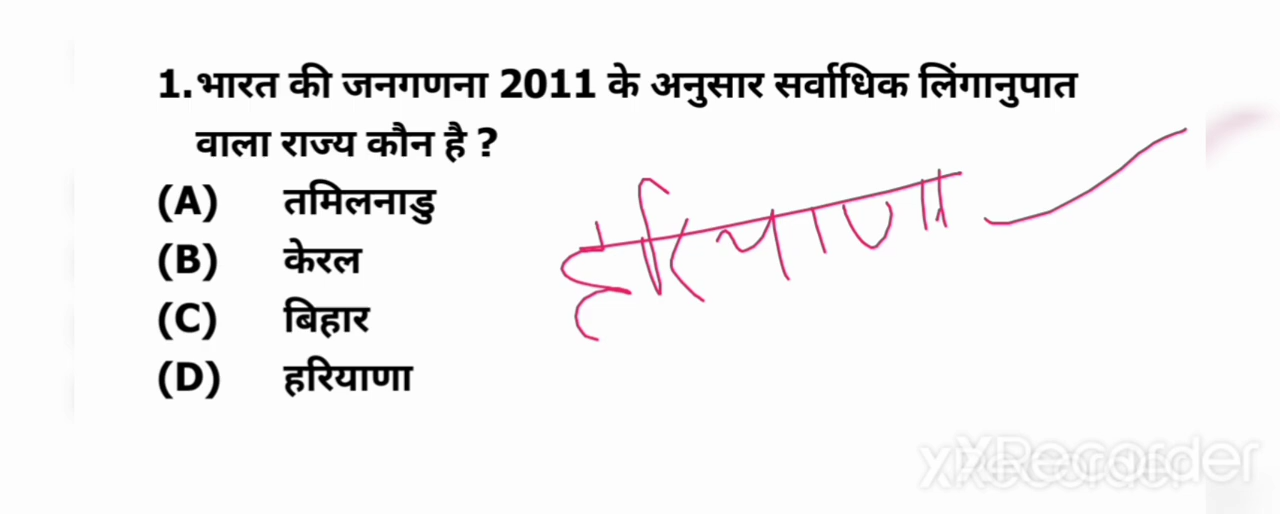 1. भारत की जनगणना 2011 के अनुसार सर्वाधिक लिंगानुपात
वाला राज्य कौन है ?
(A) तमिलनाडु
(B) केरल
(C) बिहार
(D) हरियाणा
हरियाणा
XRecorder